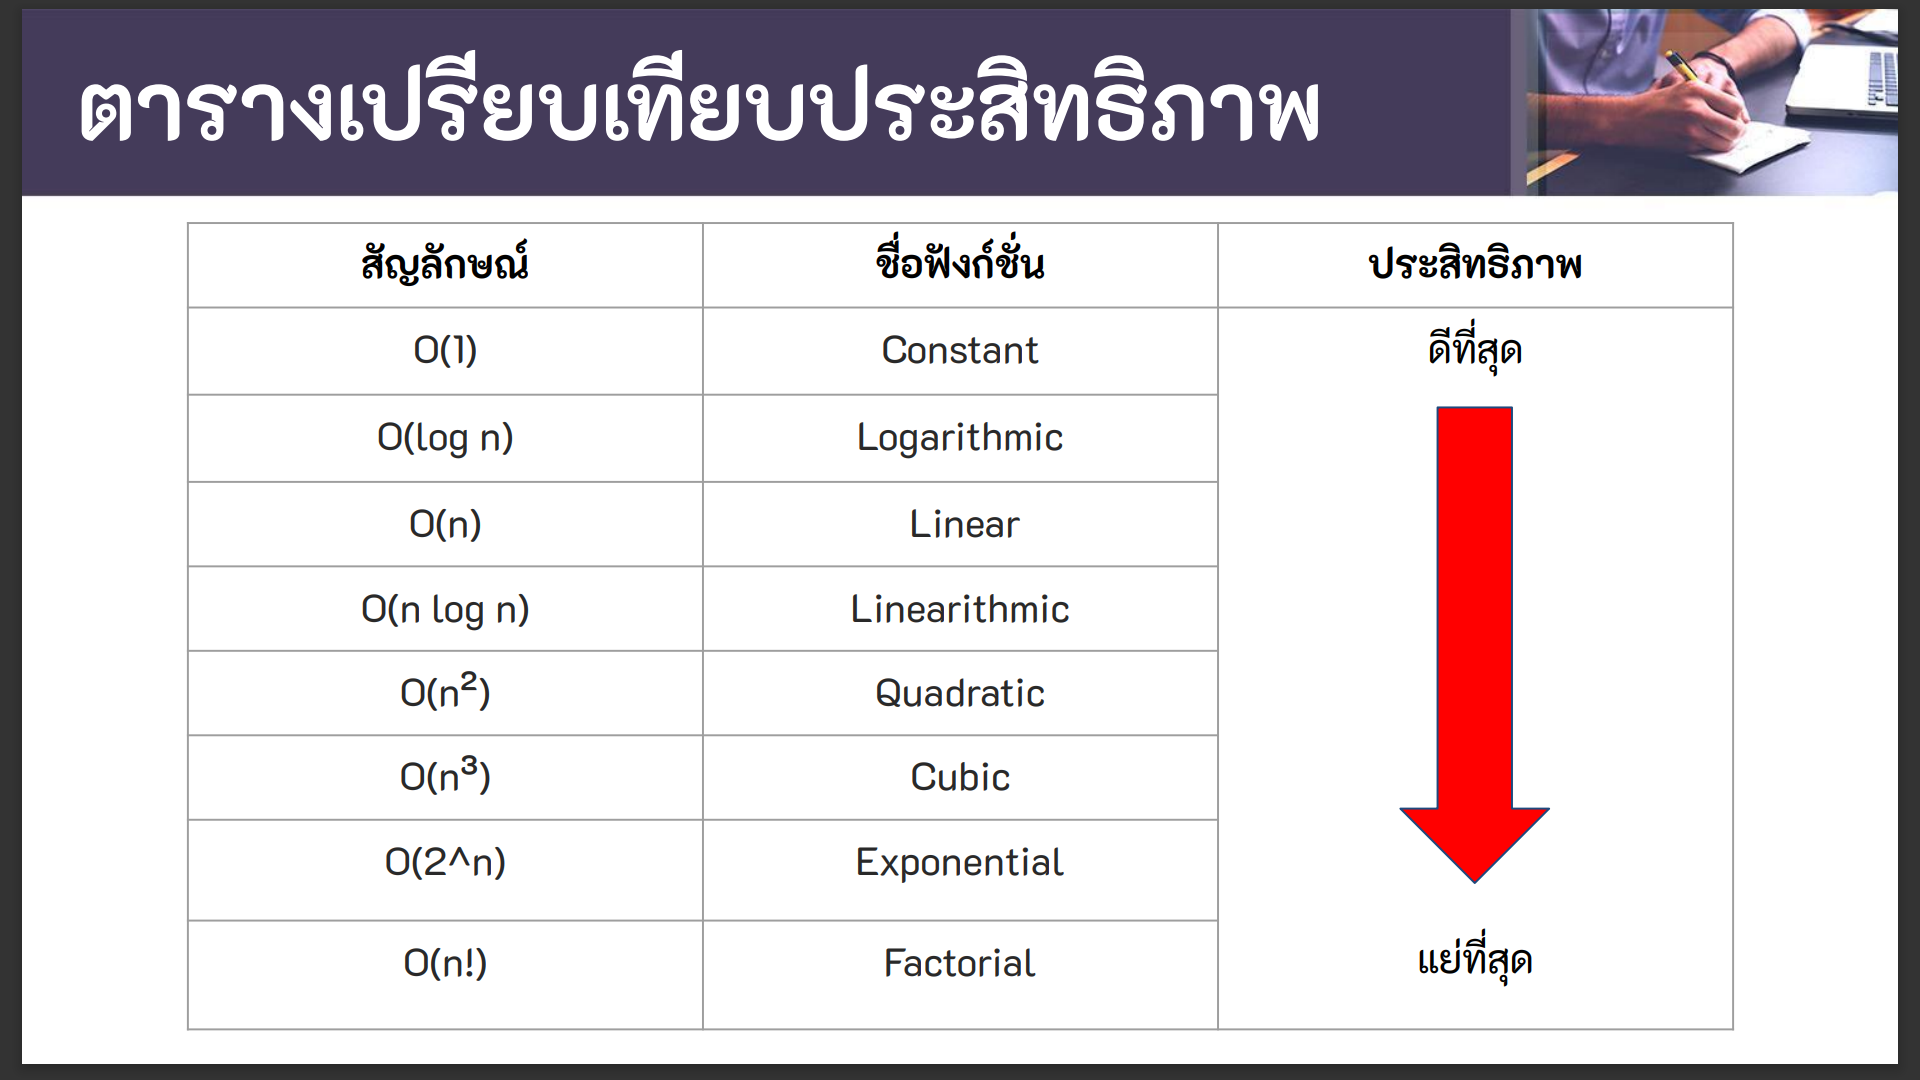 ตารางเปรียบเทียบประสิทธิภาพ
สัญลักษณ์ ชื่อฟังก์ชั่น ประสิทธิภาพ
O(1) Constant ดีที่สุด
O(log n) Logarithmic
O(n) Linear
O(n log n) Linearithmic
O(n²) Quadratic
O(n³) Cubic
O(2^n) Exponential
O(n!) Factorial แย่ที่สุด